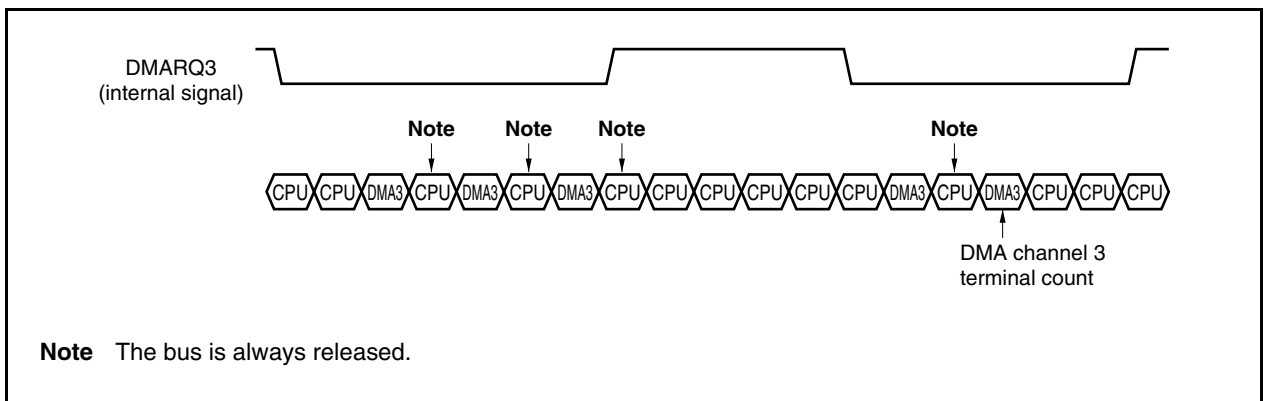 DMARQ3
(internal signal)
Note Note Note Note
CPU CPU DMA3 CPU DMA3 CPU DMA3 CPU CPU CPU CPU CPU CPU DMA3 CPU DMA3 CPU CPU CPU
DMA channel 3
terminal count
Note The bus is always released.